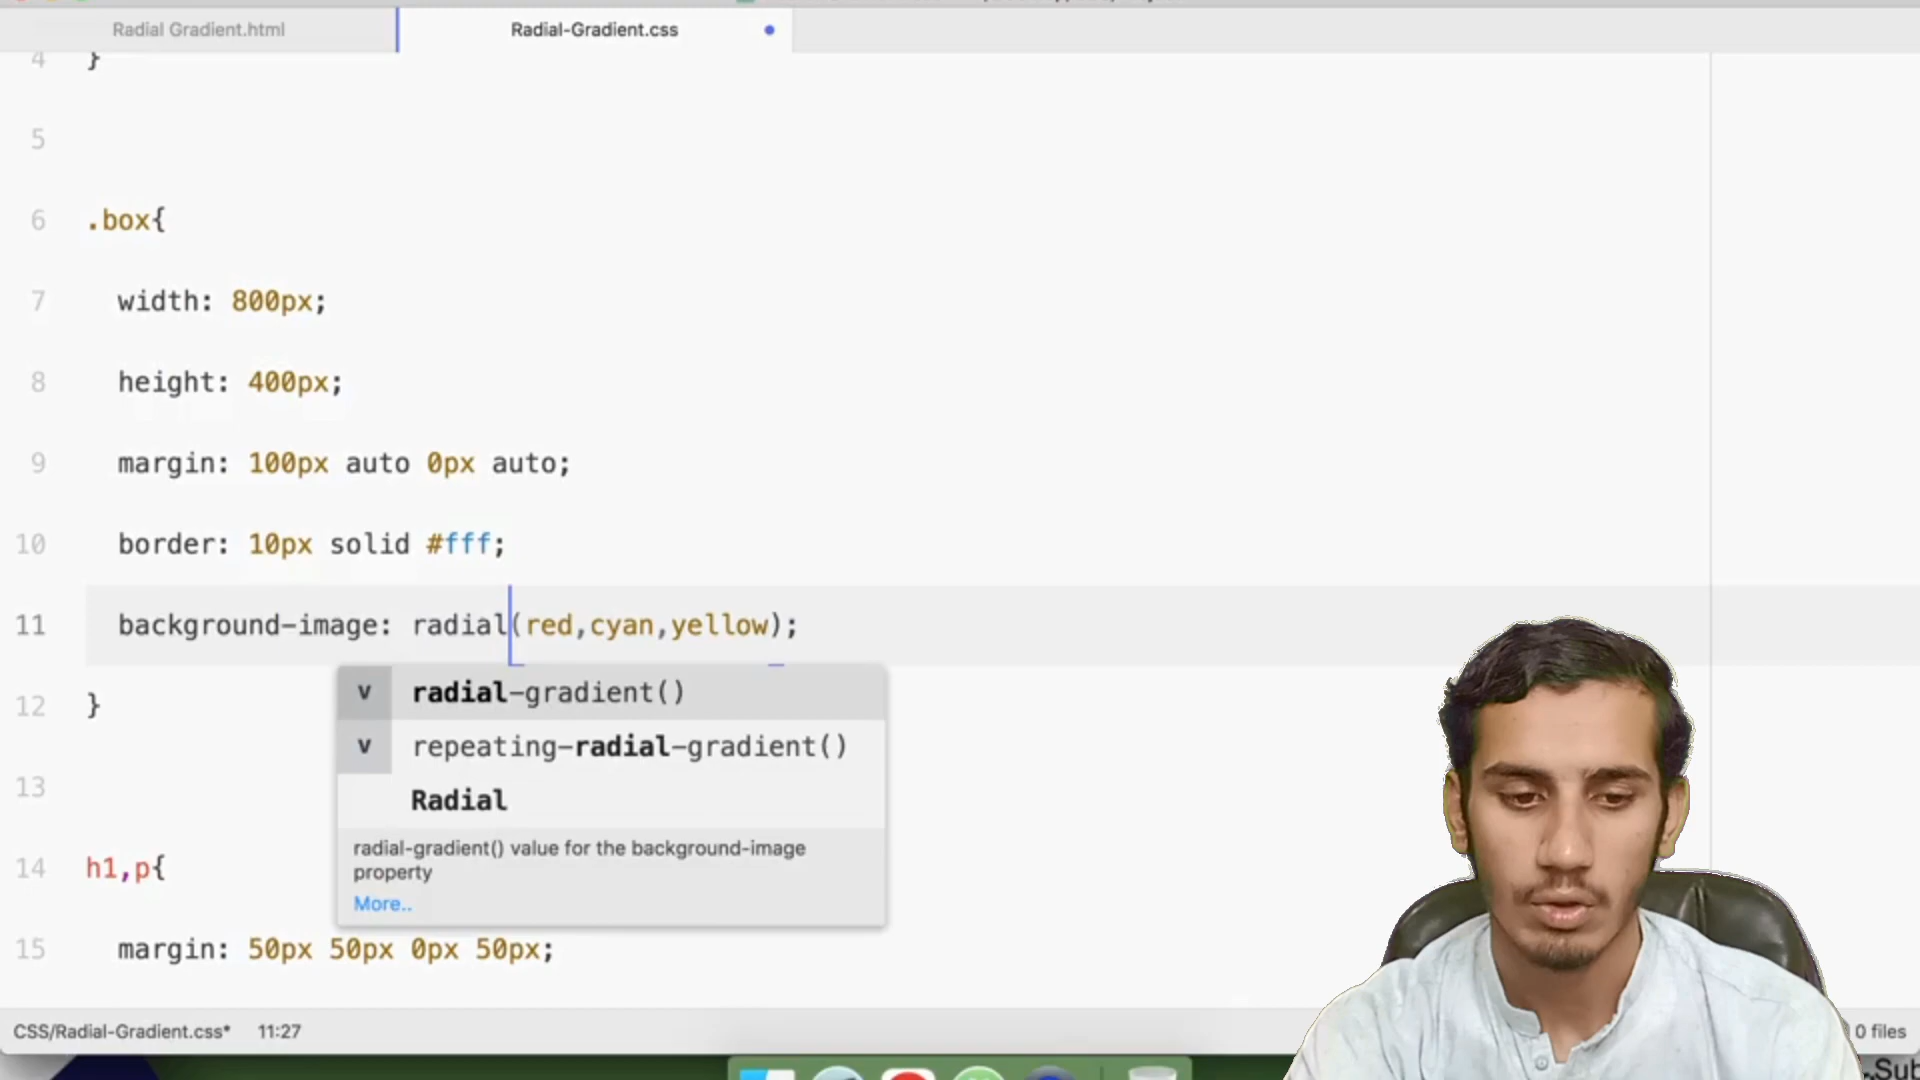 Radial Gradient.html
Radial-Gradient.css
4 }
5
6 .box{
7 width: 800px;
8 height: 400px;
9 margin: 100px auto 0px auto;
10 border: 10px solid #fff;
11 background-image: radial(red,cyan,yellow);
v radial-gradient()
12 }
v repeating-radial-gradient()
13
Radial
radial-gradient() value for the background-image
property
14 h1,p{
More..
15 margin: 50px 50px 0px 50px;
CSS/Radial-Gradient.css* 11:27
0 files
Sub